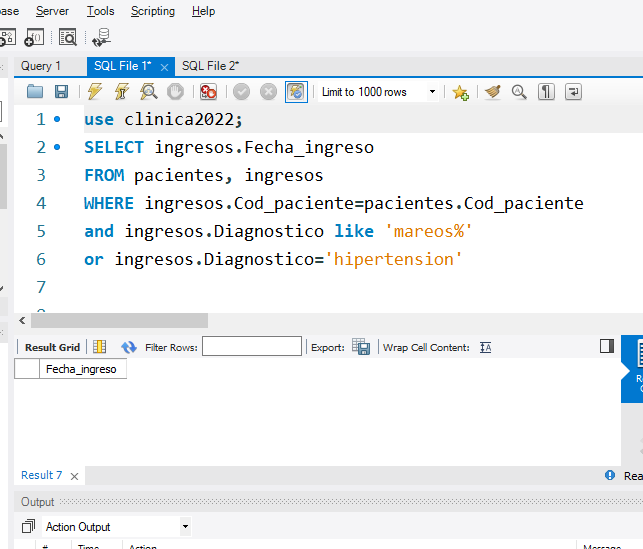 ase Server Tools Scripting Help
Query 1 SQL File 1* SQL File 2*
Limit to 1000 rows
1 use clinica2022;
2 SELECT ingresos.Fecha_ingreso
3 FROM pacientes, ingresos
4 WHERE ingresos.Cod_paciente=pacientes.Cod_paciente
5 and ingresos.Diagnostico like 'mareos%'
6 or ingresos.Diagnostico='hipertension'
7
Result Grid Filter Rows: Export: Wrap Cell Content:
Fecha_ingreso
Result 7 Rea
Output
Action Output
# Time Action Message